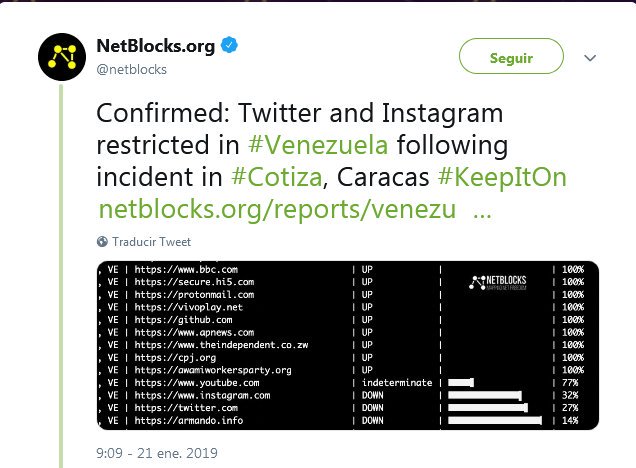 NetBlocks.org
@netblocks
Seguir
Confirmed: Twitter and Instagram
restricted in #Venezuela following
incident in #Cotiza, Caracas #KeepItOn
netblocks.org/reports/venezu …
Traducir Tweet
, VE | https://www.bbc.com | UP | | 100%
, VE | https://secure.hi5.com | UP | | 100%
, VE | https://protonmail.com | UP | | 100%
, VE | https://vivoplay.net | UP | | 100%
, VE | https://github.com | UP | | 100%
, VE | https://www.apnews.com | UP | | 100%
, VE | https://www.theindependent.co.zw | UP | | 100%
, VE | https://cpj.org | UP | | 100%
, VE | https://awamiworkersparty.org | UP | | 100%
, VE | https://www.youtube.com | indeterminate | | 77%
, VE | https://www.instagram.com | DOWN | | 32%
, VE | https://twitter.com | DOWN | | 27%
, VE | https://armando.info | DOWN | | 14%
NETBLOCKS
MAPPING NET FREEDOM
9:09 - 21 ene. 2019